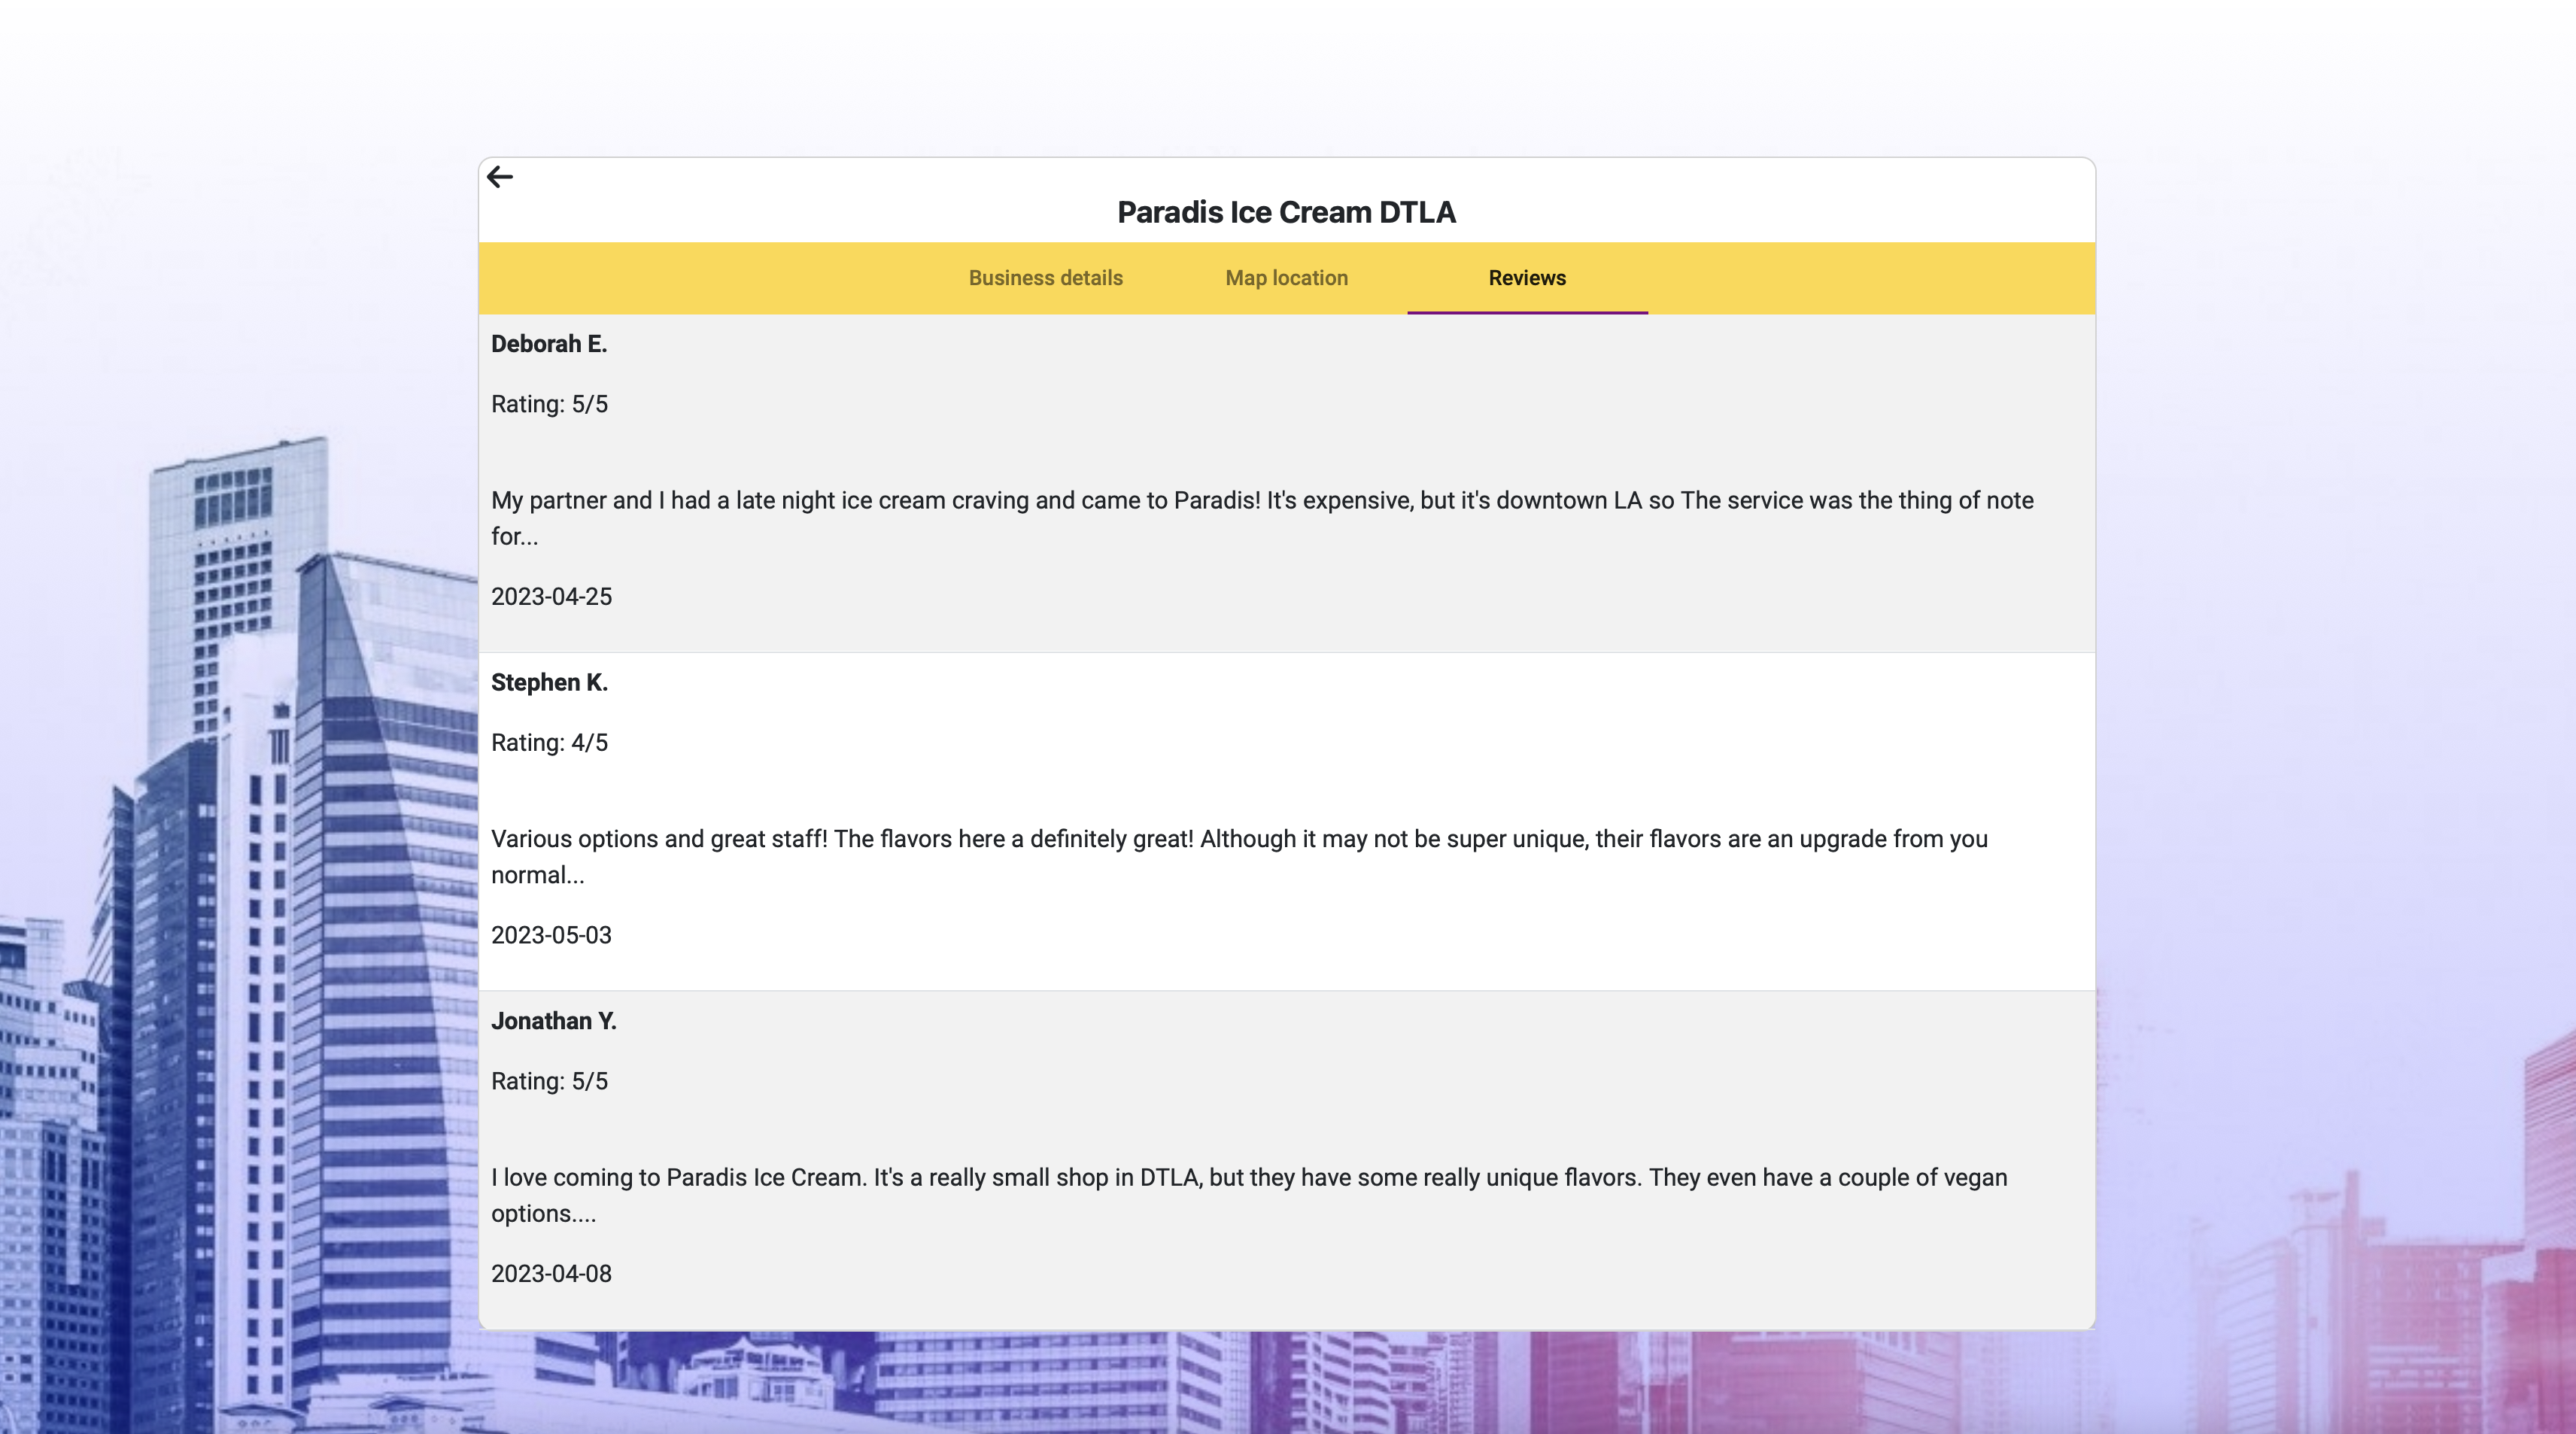 Paradis Ice Cream DTLA
Business details
Map location
Reviews
Deborah E.
Rating: 5/5
My partner and I had a late night ice cream craving and came to Paradis! It's expensive, but it's downtown LA so The service was the thing of note
for...
2023-04-25
Stephen K.
Rating: 4/5
Various options and great staff! The flavors here a definitely great! Although it may not be super unique, their flavors are an upgrade from you
normal...
2023-05-03
Jonathan Y.
Rating: 5/5
I love coming to Paradis Ice Cream. It's a really small shop in DTLA, but they have some really unique flavors. They even have a couple of vegan
options....
2023-04-08